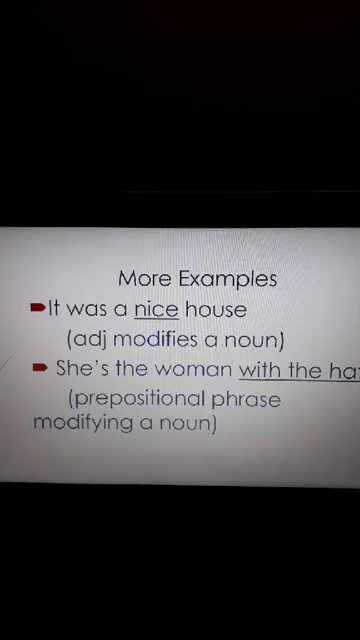 More Examples
It was a nice house
(adj modifies a noun)
She's the woman with the
(prepositional phrase
modifying a noun)